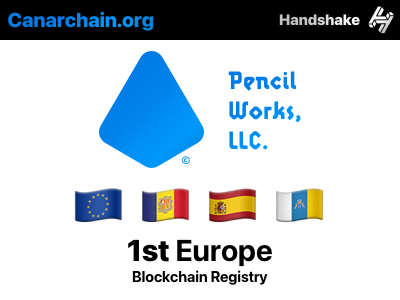 Canarchain.org
Handshake
Pencil
Works,
LLC.
©
1st Europe
Blockchain Registry